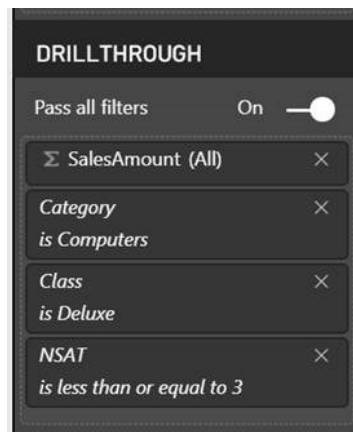 DRILLTHROUGH
Pass all filters On
Σ SalesAmount (All)
Category
is Computers
Class
is Deluxe
NSAT
is less than or equal to 3